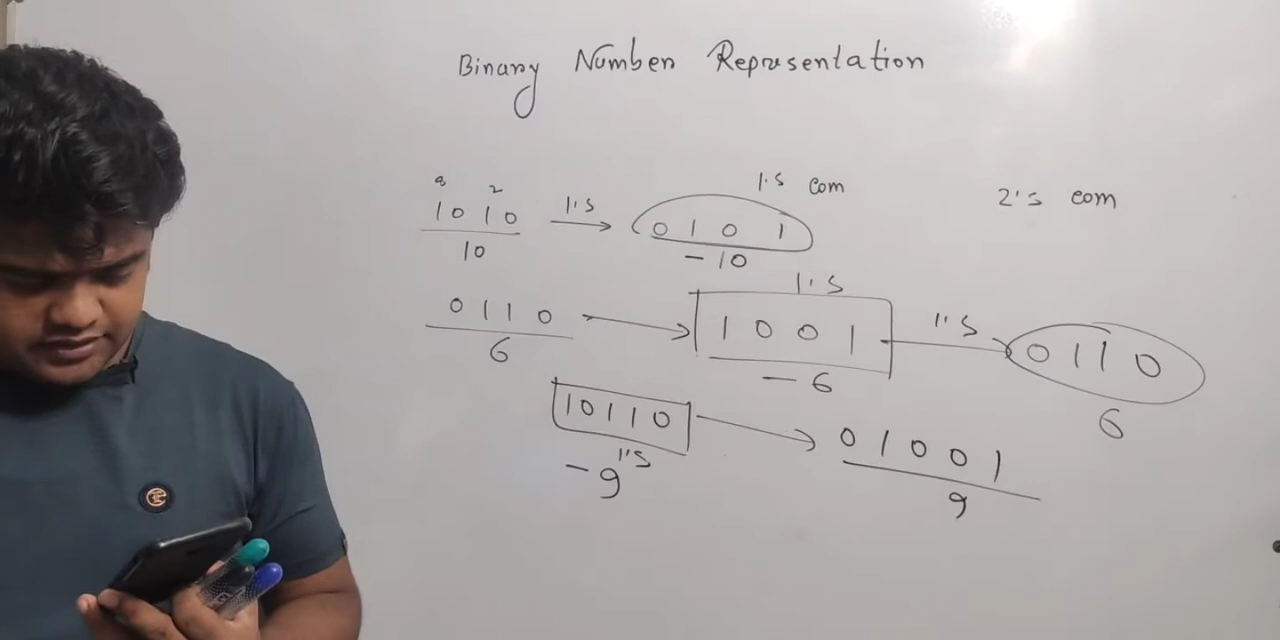 Binary Number Representation
1's com 2's com
8 2
1010 1's 0101
10 -10
1's
0110 1001 1's 0110
6 -6 6
10110 01001
-9 1's 9